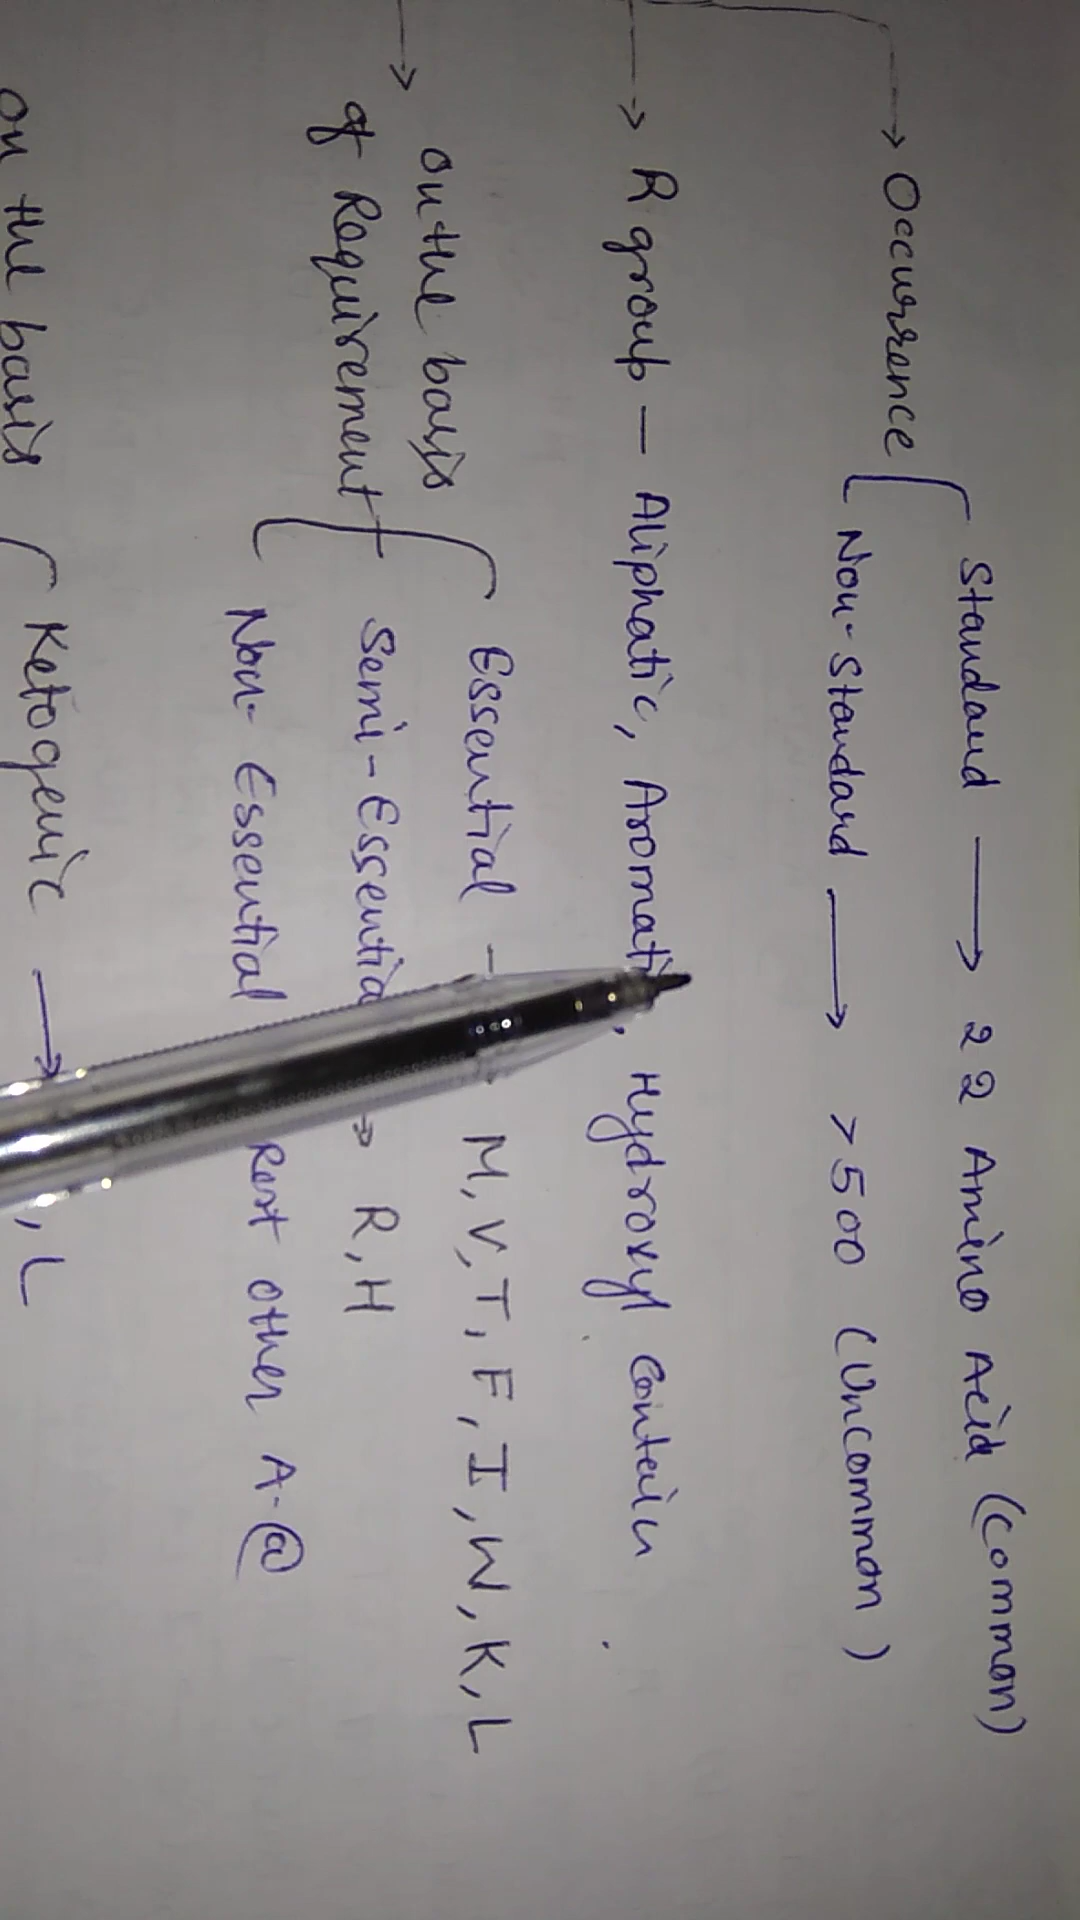 → Occurrence
Standard → 22 Amino Acid (Common)
Non-Standard → >500 (Uncommon)
→ R group — Aliphatic, Aromati, Hydroxyl Contain
→ on the basis
of Requirement
Essential - M, V, T, F, I, W, K, L
Semi-Essentia → R, H
Non-Essential Rest other A-@
on the basis
Ketogenic → , L